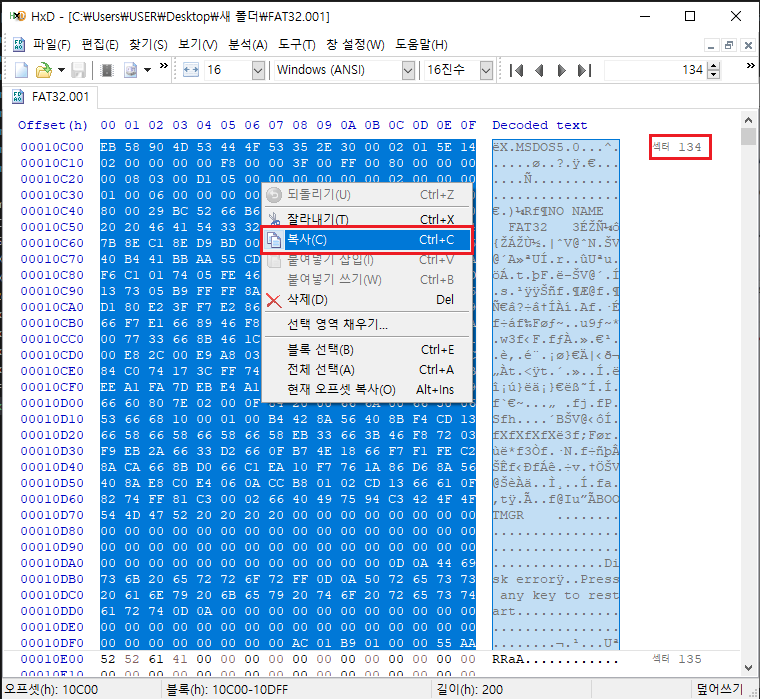 HxD - [C:₩Users₩USER₩Desktop₩새 폴더₩FAT32.001]
파일(F) 편집(E) 찾기(S) 보기(V) 분석(A) 도구(T) 창 설정(W) 도움말(H)
16 Windows (ANSI) 16진수 134
FAT32.001
Offset(h) 00 01 02 03 04 05 06 07 08 09 0A 0B 0C 0D 0E 0F Decoded text
00010C00 EB 58 90 4D 53 44 4F 53 35 2E 30 00 02 01 5E 14 ëX.MSDOS5.0...^. 섹터 134
00010C10 02 00 00 00 00 F8 00 00 3F 00 FF 00 80 00 00 00 .....ø..?.ÿ.€...
00010C20 00 08 03 00 D1 05 00 00 00 00 00 00 02 00 00 00 ....Ñ...........
00010C30 01 00 06 00 00 00 00 ................
되돌리기(U) Ctrl+Z
00010C40 80 00 29 BC 52 66 B6 €.)¼Rf¶NO NAME
잘라내기(T) Ctrl+X
00010C50 20 20 46 41 54 33 32 FAT32 3ÉŽÑ¼ô
복사(C) Ctrl+C
00010C60 7B 8E C1 8E D9 BD 00 {ŽÁŽÙ½.|ˆV@ˆN.ŠV
붙여넣기 삽입(I) Ctrl+V
00010C70 40 B4 41 BB AA 55 CD @´A»ªUÍ.r..ûUªu.
붙여넣기 쓰기(W) Ctrl+B
00010C80 F6 C1 01 74 05 FE 46 öÁ.t.þF.ë-ŠV@´.Í
삭제(D) Del
00010C90 13 73 05 B9 FF FF 8A .s.¹ÿÿŠñf.¶Æ@f.¶
00010CA0 D1 80 E2 3F F7 E2 86 Ñ€â?÷â†ÍÀí.Af.·É
선택 영역 채우기...
00010CB0 66 F7 E1 66 89 46 F8 f÷áf‰Føƒ~..u9ƒ~*
00010CC0 00 77 33 66 8B 46 1C .w3f‹F.fƒÀ.».€¹.
블록 선택(B) Ctrl+E
00010CD0 00 E8 2C 00 E9 A8 03 .è,.é¨.¡ø}€Ä|‹ð¬
전체 선택(A) Ctrl+A
00010CE0 84 C0 74 17 3C FF 74 „Àt.<ÿt.´.»..Í.ë
현재 오프셋 복사(O) Alt+Ins
00010CF0 EE A1 FA 7D EB E4 A1 î¡ú}ëä¡}€ëß˜Í.Í.
00010D00 66 60 80 7E 02 00 0F f`€~...„ .fj.fP.
00010D10 53 66 68 10 00 01 00 B4 42 8A 56 40 8B F4 CD 13 Sfh....´BŠV@‹ôÍ.
00010D20 66 58 66 58 66 58 66 58 EB 33 66 3B 46 F8 72 03 fXfXfXfXë3f;Før.
00010D30 F9 EB 2A 66 33 D2 66 0F B7 4E 18 66 F7 F1 FE C2 ùë*f3Òf.·N.f÷ñþÂ
00010D40 8A CA 66 8B D0 66 C1 EA 10 F7 76 1A 86 D6 8A 56 ŠÊf‹ÐfÁê.÷v.†ÖŠV
00010D50 40 8A E8 C0 E4 06 0A CC B8 01 02 CD 13 66 61 0F @ŠèÀä..Ì¸..Í.fa.
00010D60 82 74 FF 81 C3 00 02 66 40 49 75 94 C3 42 4F 4F ‚tÿ.Ã..f@Iu”ÃBOO
00010D70 54 4D 47 52 20 20 20 20 00 00 00 00 00 00 00 00 TMGR ........
00010D80 00 00 00 00 00 00 00 00 00 00 00 00 00 00 00 00 ................
00010D90 00 00 00 00 00 00 00 00 00 00 00 00 00 00 00 00 ................
00010DA0 00 00 00 00 00 00 00 00 00 00 00 00 0D 0A 44 69 ..............Di
00010DB0 73 6B 20 65 72 72 6F 72 FF 0D 0A 50 72 65 73 73 sk errorÿ..Press
00010DC0 20 61 6E 79 20 6B 65 79 20 74 6F 20 72 65 73 74 any key to rest
00010DD0 61 72 74 0D 0A 00 00 00 00 00 00 00 00 00 00 00 art.............
00010DE0 00 00 00 00 00 00 00 00 00 00 00 00 00 00 00 00 ................
00010DF0 00 00 00 00 00 00 00 00 AC 01 B9 01 00 00 55 AA ........¬.¹...Uª
00010E00 52 52 61 41 00 00 00 00 00 00 00 00 00 00 00 00 RRaA............ 섹터 135
오프셋(h): 10C00 블록(h): 10C00-10DFF 길이(h): 200 덮어쓰기